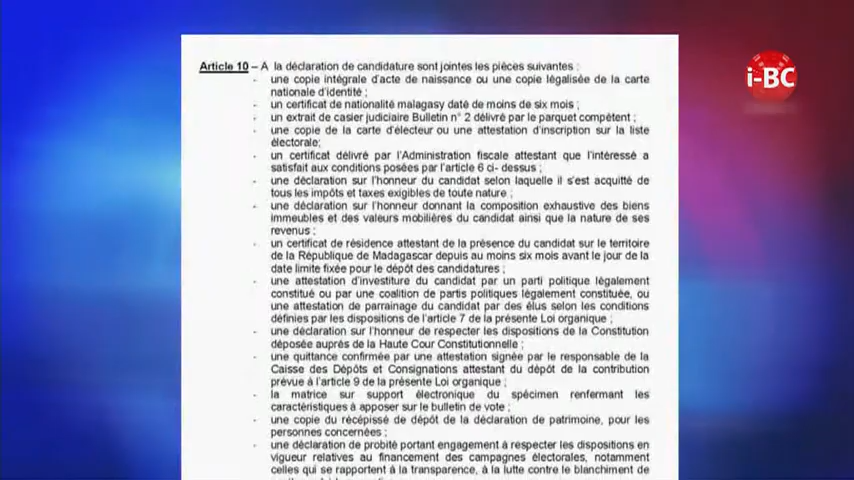 i-BC
Article 10 – A la déclaration de candidature sont jointes les pièces suivantes :
- une copie intégrale d'acte de naissance ou une copie légalisée de la carte
nationale d'identité ;
- un certificat de nationalité malagasy daté de moins de six mois ;
- un extrait de casier judiciaire Bulletin n° 2 délivré par le parquet compétent ;
- une copie de la carte d'électeur ou une attestation d'inscription sur la liste
électorale;
- un certificat délivré par l'Administration fiscale attestant que l'intéressé a
satisfait aux conditions posées par l'article 6 ci- dessus ;
- une déclaration sur l'honneur du candidat selon laquelle il s'est acquitté de
tous les impôts et taxes exigibles de toute nature ;
- une déclaration sur l'honneur donnant la composition exhaustive des biens
immeubles et des valeurs mobilières du candidat ainsi que la nature de ses
revenus ;
- un certificat de résidence attestant de la présence du candidat sur le territoire
de la République de Madagascar depuis au moins six mois avant le jour de la
date limite fixée pour le dépôt des candidatures ;
- une attestation d'investiture du candidat par un parti politique légalement
constitué ou par une coalition de partis politiques légalement constituée, ou
une attestation de parrainage du candidat par des élus selon les conditions
définies par les dispositions de l'article 7 de la présente Loi organique ;
- une déclaration sur l'honneur de respecter les dispositions de la Constitution
déposée auprès de la Haute Cour Constitutionnelle ;
- une quittance confirmée par une attestation signée par le responsable de la
Caisse des Dépôts et Consignations attestant du dépôt de la contribution
prévue à l'article 9 de la présente Loi organique ;
- la matrice sur support électronique du spécimen renfermant les
caractéristiques à apposer sur le bulletin de vote ;
- une copie du récépissé de dépôt de la déclaration de patrimoine, pour les
personnes concernées ;
- une déclaration de probité portant engagement à respecter les dispositions en
vigueur relatives au financement des campagnes électorales, notamment
celles qui se rapportent à la transparence, à la lutte contre le blanchiment de